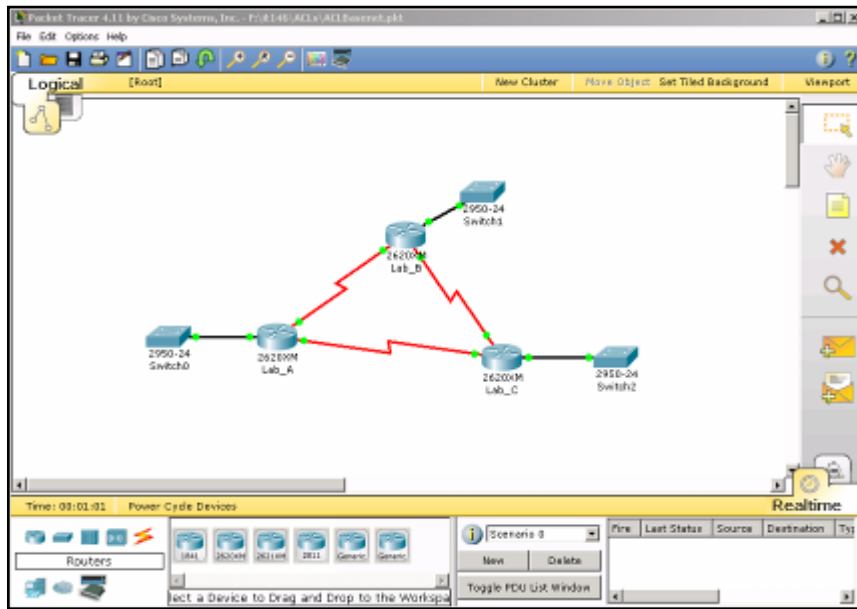 Packet Tracer 4.11 by Cisco Systems, Inc. - F:\it146\ACLs\ACLBasenet.pkt
File Edit Options Help
Logical [Root] New Cluster Move Object Set Tiled Background Viewport
2950-24
Switch1
2620XM
Lab_B
2950-24
Switch0
2620XM
Lab_A
2620XM
Lab_C
2950-24
Switch2
Time: 00:01:01 Power Cycle Devices Realtime
Routers
1841 2620XM 2621XM 2811 Generic Generic
lect a Device to Drag and Drop to the Workspa
Scenario 0
New Delete
Toggle PDU List Window
Fire Last Status Source Destination Typ